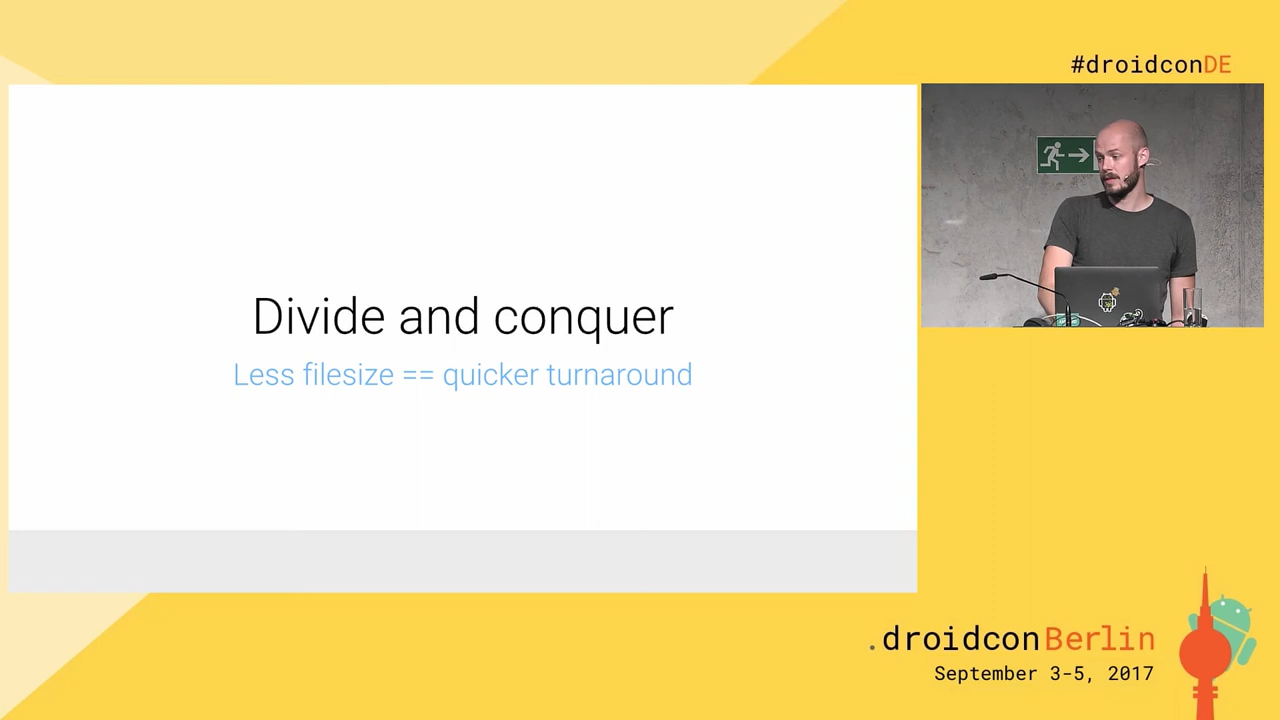 #droidconDE
Divide and conquer
Less filesize == quicker turnaround
.droidconBerlin
September 3-5, 2017